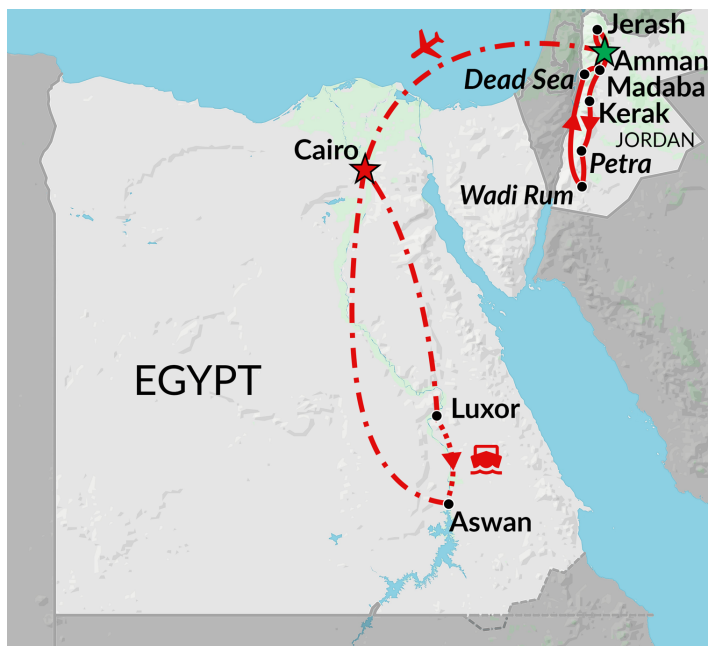 Jerash
Amman
Dead Sea
Madaba
Kerak
JORDAN
Cairo
Petra
Wadi Rum
EGYPT
Luxor
Aswan